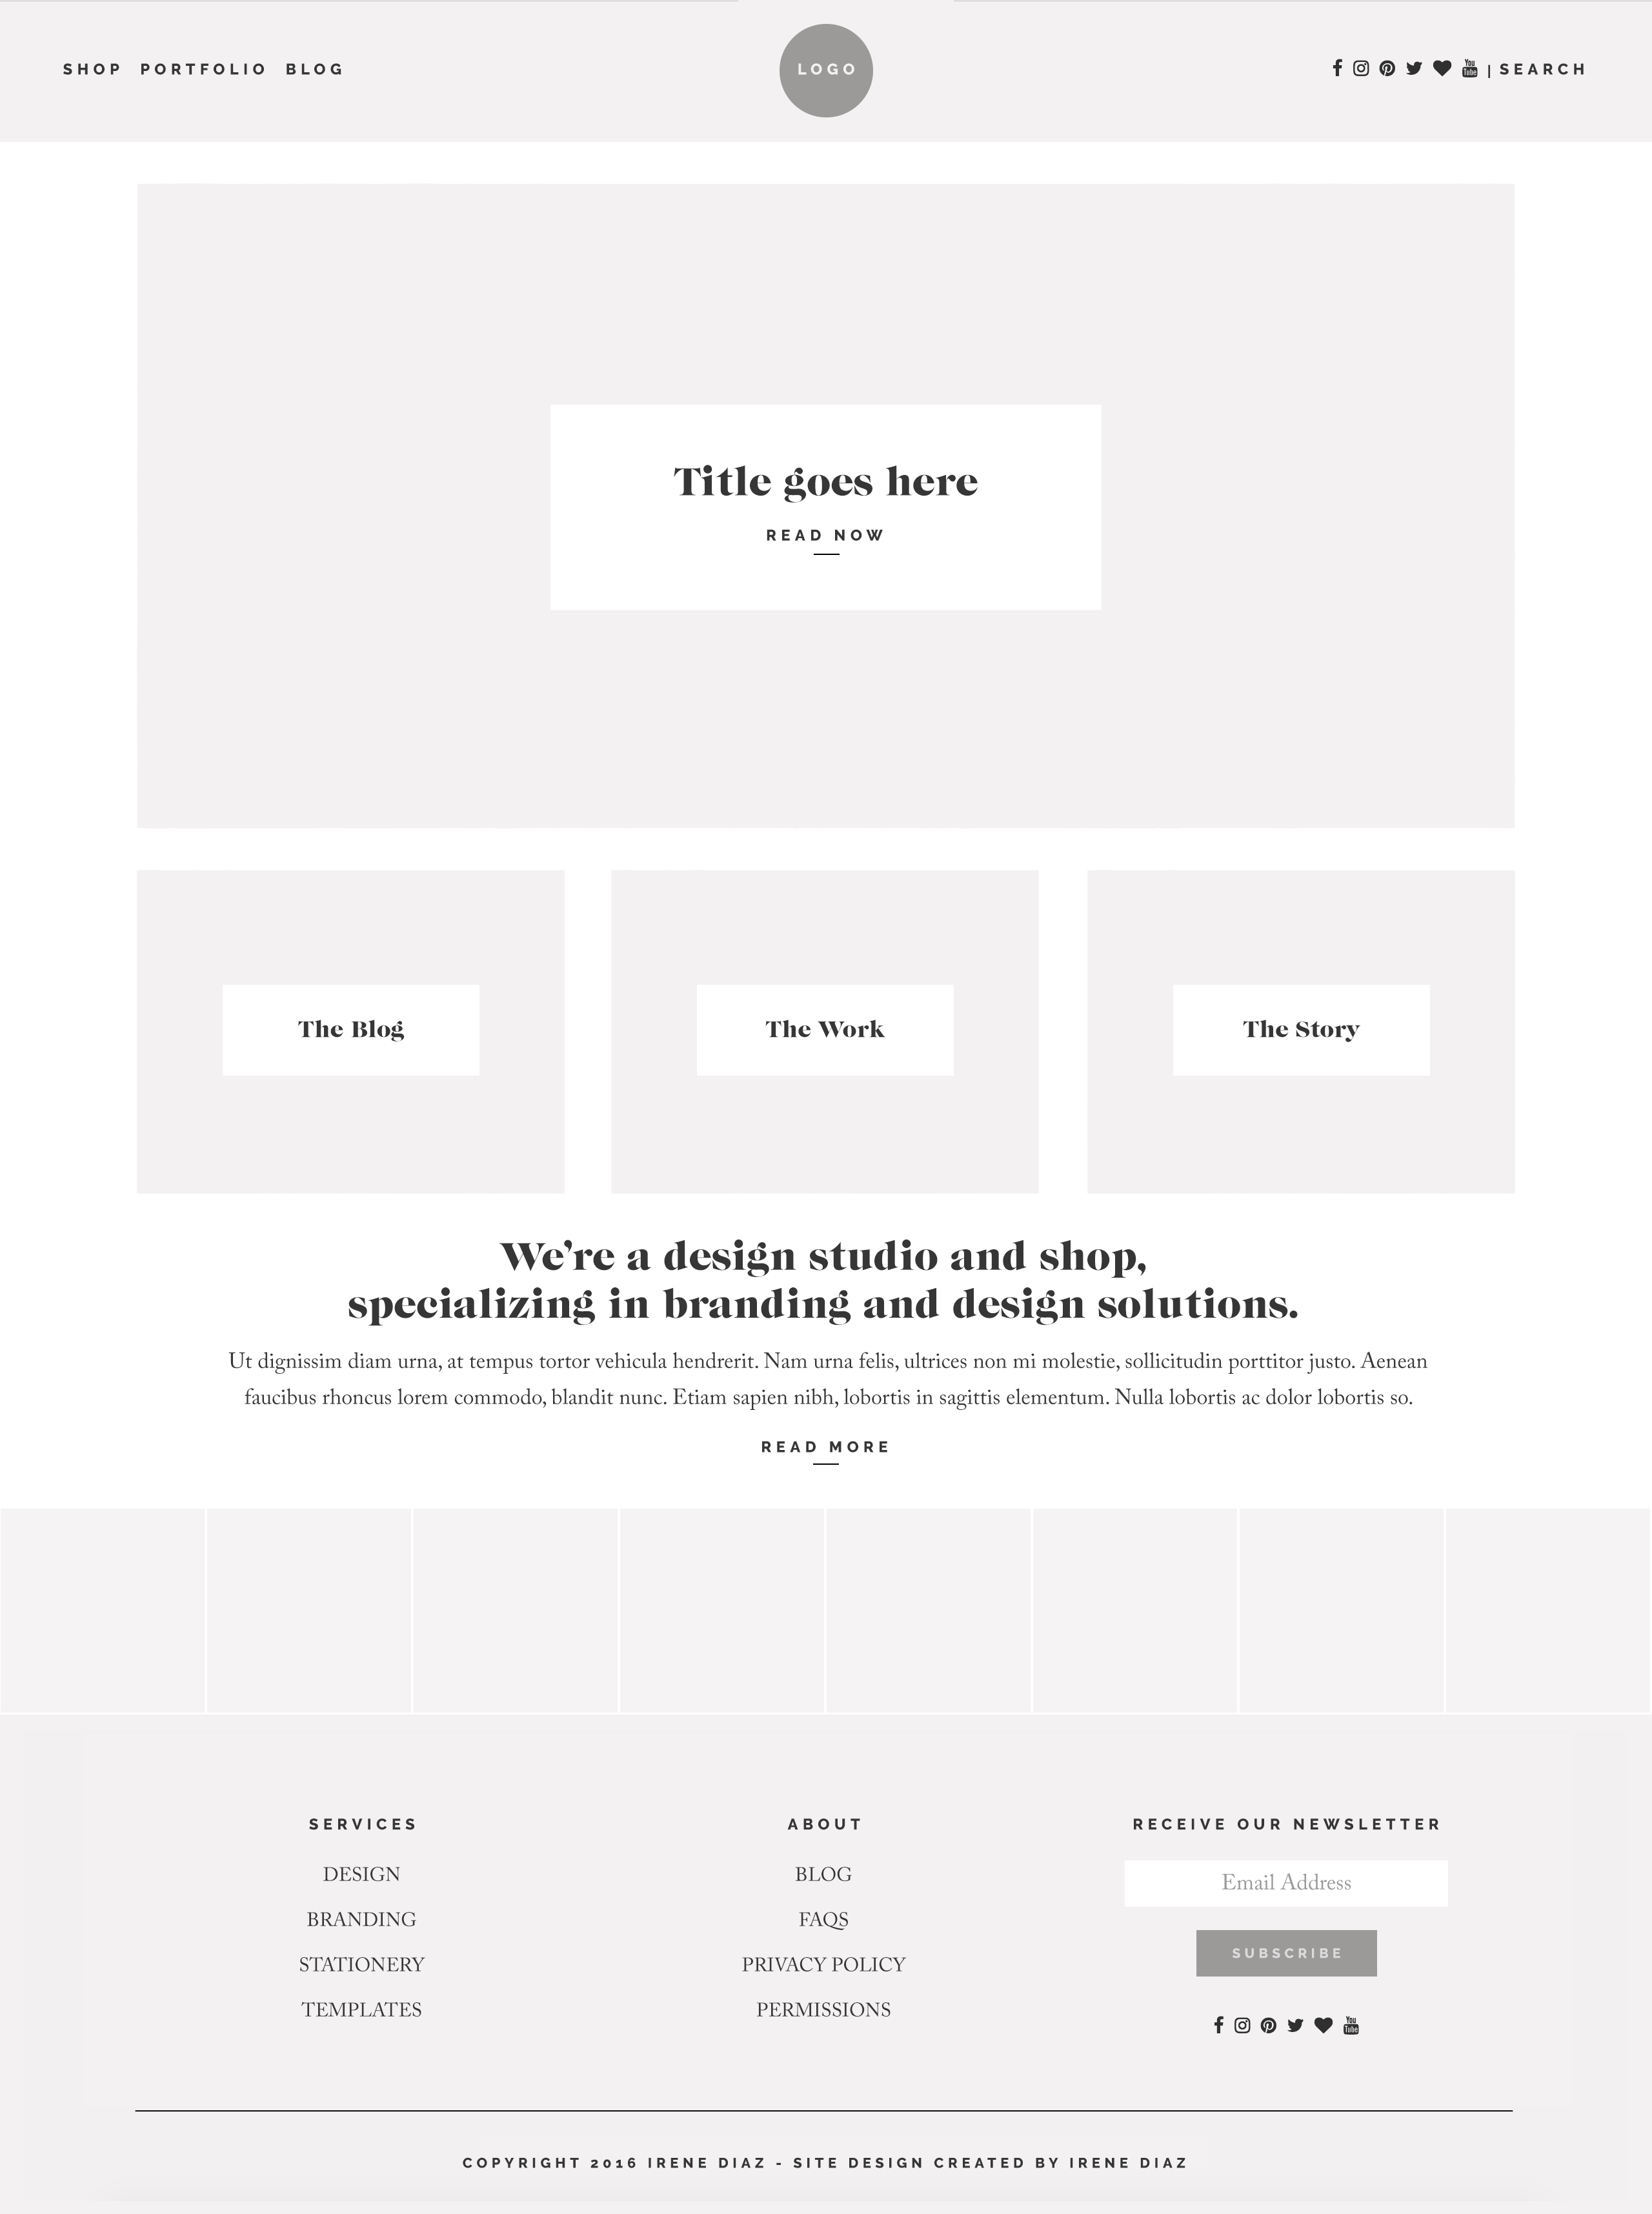 SHOP PORTFOLIO BLOG
LOGO
You Tube | SEARCH
Title goes here
READ NOW
The Blog
The Work
The Story
We're a design studio and shop,
specializing in branding and design solutions.
Ut dignissim diam urna, at tempus tortor vehicula hendrerit. Nam urna felis, ultrices non mi molestie, sollicitudin porttitor justo. Aenean
faucibus rhoncus lorem commodo, blandit nunc. Etiam sapien nibh, lobortis in sagittis elementum. Nulla lobortis ac dolor lobortis so.
READ MORE
SERVICES
DESIGN
BRANDING
STATIONERY
TEMPLATES
ABOUT
BLOG
FAQS
PRIVACY POLICY
PERMISSIONS
RECEIVE OUR NEWSLETTER
Email Address
SUBSCRIBE
You Tube
COPYRIGHT 2016 IRENE DIAZ - SITE DESIGN CREATED BY IRENE DIAZ